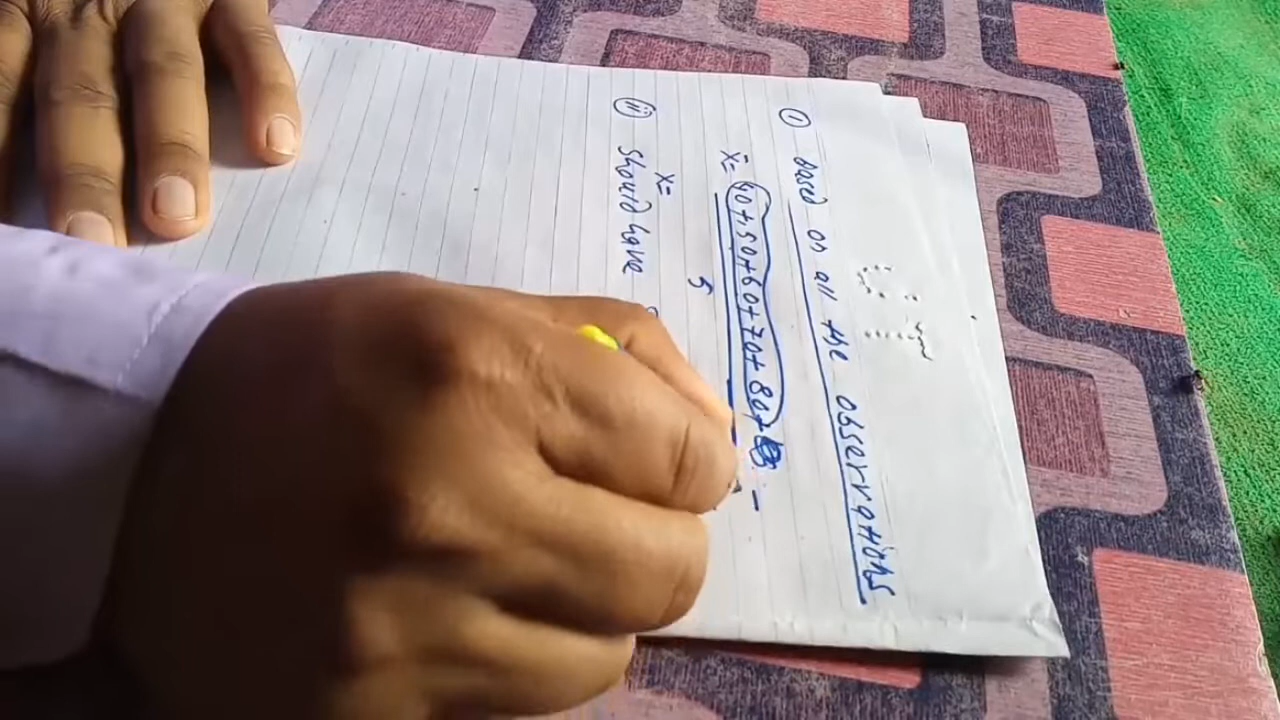 ① Based on all the observations
x̄ = 40+50+60+70+80+
5
x=
ⅱ should have